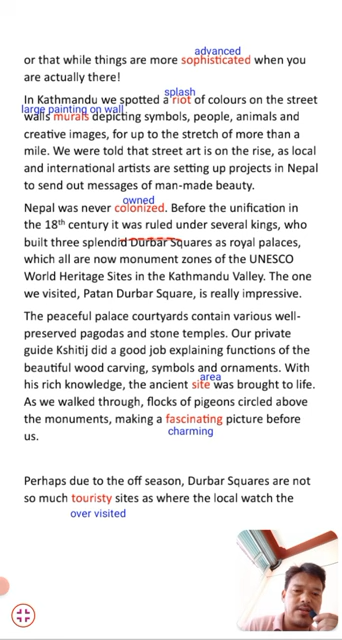 advanced
or that while things are more sophisticated when you
are actually there!
splash
In Kathmandu we spotted a riot of colours on the street
large painting on wall
walls murals depicting symbols, people, animals and
creative images, for up to the stretch of more than a
mile. We were told that street art is on the rise, as local
and international artists are setting up projects in Nepal
to send out messages of man-made beauty.
owned
Nepal was never colonized. Before the unification in
the 18th century it was ruled under several kings, who
built three splendid Durbar Squares as royal palaces,
which all are now monument zones of the UNESCO
World Heritage Sites in the Kathmandu Valley. The one
we visited, Patan Durbar Square, is really impressive.
The peaceful palace courtyards contain various well-
preserved pagodas and stone temples. Our private
guide Kshitij did a good job explaining functions of the
beautiful wood carving, symbols and ornaments. With
area
his rich knowledge, the ancient site was brought to life.
As we walked through, flocks of pigeons circled above
the monuments, making a fascinating picture before
charming
us.
Perhaps due to the off season, Durbar Squares are not
so much touristy sites as where the local watch the
over visited